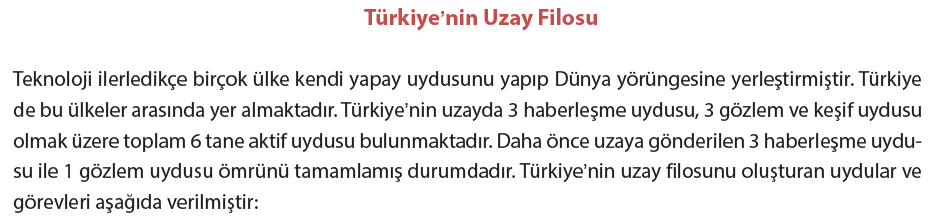 Türkiye’nin Uzay Filosu
Teknoloji ilerledikçe birçok ülke kendi yapay uydusunu yapıp Dünya yörüngesine yerleştirmiştir. Türkiye
de bu ülkeler arasında yer almaktadır. Türkiye’nin uzayda 3 haberleşme uydusu, 3 gözlem ve keşif uydusu
olmak üzere toplam 6 tane aktif uydusu bulunmaktadır. Daha önce uzaya gönderilen 3 haberleşme uydu-
su ile 1 gözlem uydusu ömrünü tamamlamış durumdadır. Türkiye’nin uzay filosunu oluşturan uydular ve
görevleri aşağıda verilmiştir: